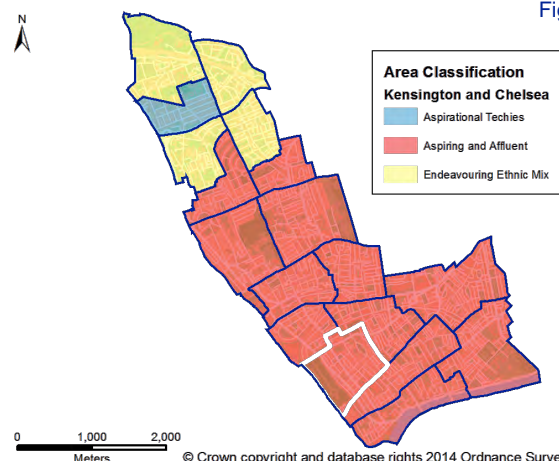 Fig
N
Area Classification
Kensington and Chelsea
Aspirational Techies
Aspiring and Affluent
Endeavouring Ethnic Mix
0 1,000 2,000
Meters
© Crown copyright and database rights 2014 Ordnance Surve